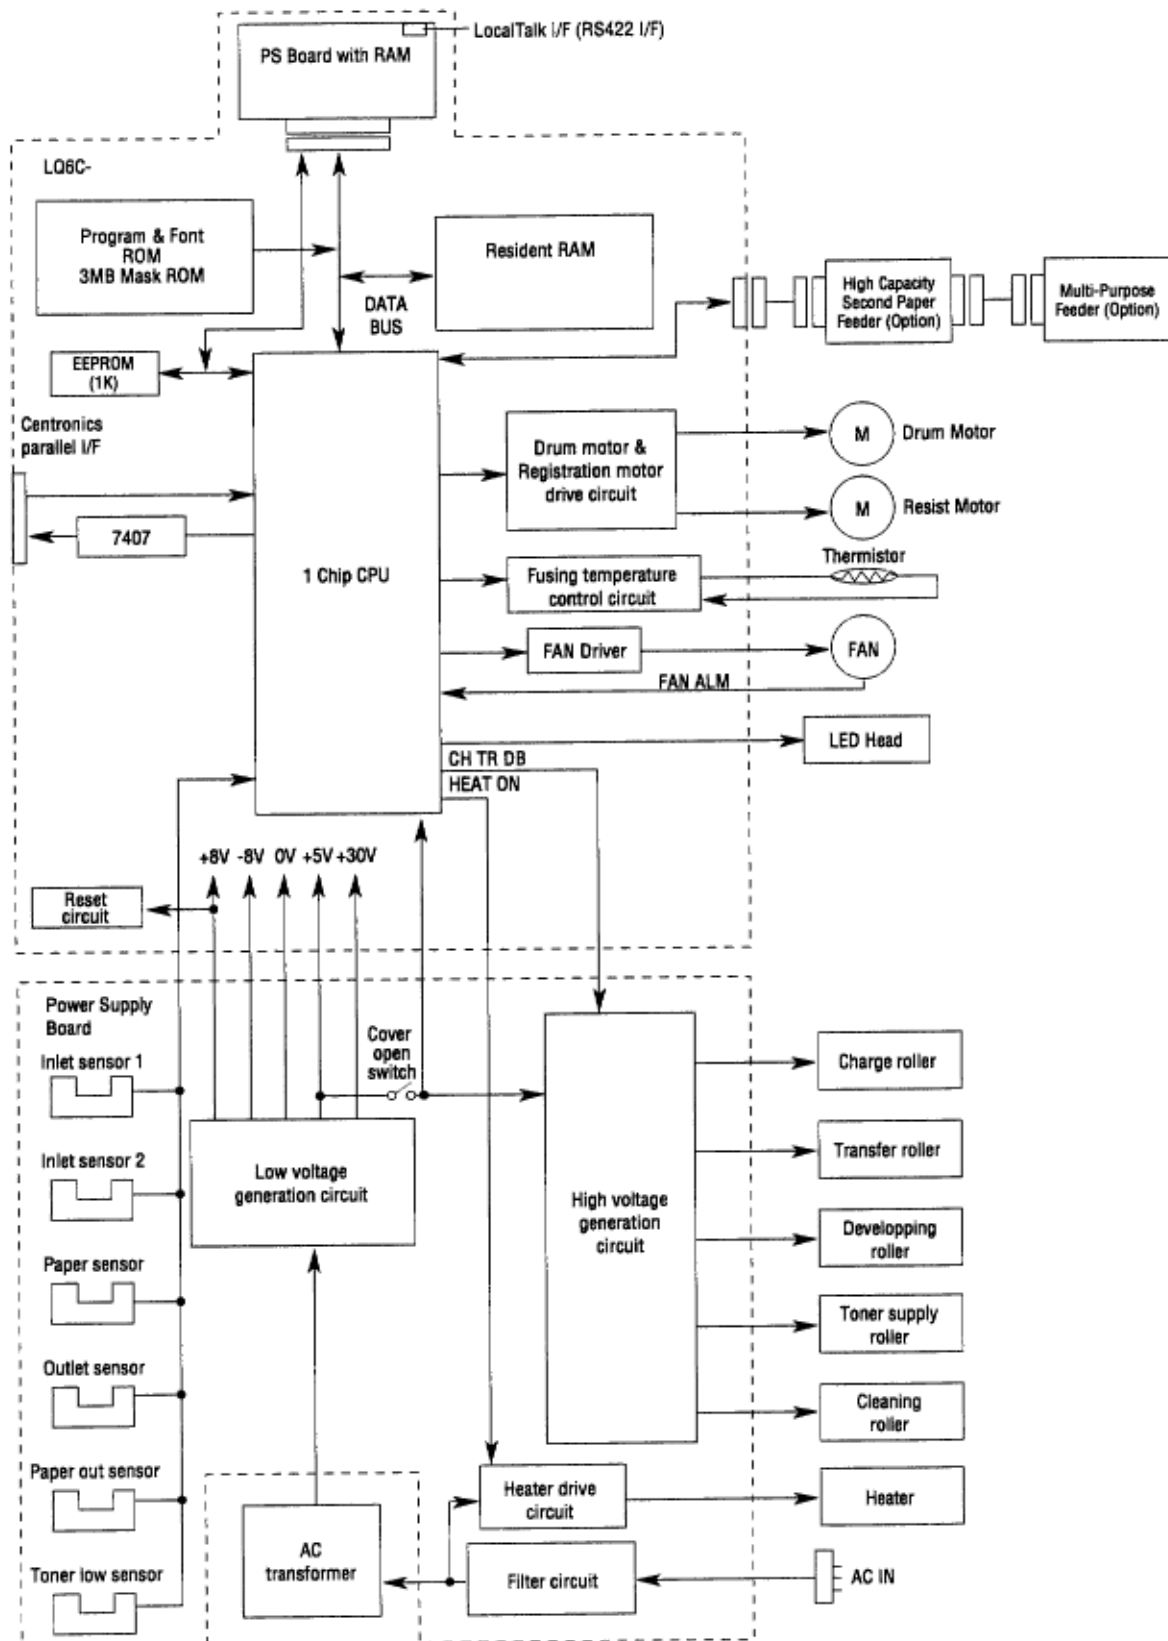 LocalTalk I/F (RS422 I/F)
PS Board with RAM
LQ6C-
Program & Font
ROM
3MB Mask ROM
Resident RAM
DATA
BUS
High Capacity
Second Paper
Feeder (Option)
Multi-Purpose
Feeder (Option)
EEPROM
(1K)
Centronics
parallel I/F
7407
1 Chip CPU
Drum motor &
Registration motor
drive circuit
M
Drum Motor
M
Resist Motor
Thermistor
Fusing temperature
control circuit
FAN Driver
FAN
FAN ALM
LED Head
CH TR DB
HEAT ON
+8V -8V 0V +5V +30V
Reset
circuit
Power Supply
Board
Cover
open
switch
Inlet sensor 1
Inlet sensor 2
Paper sensor
Outlet sensor
Paper out sensor
Toner low sensor
Low voltage
generation circuit
High voltage
generation
circuit
Charge roller
Transfer roller
Developping
roller
Toner supply
roller
Cleaning
roller
Heater drive
circuit
Heater
AC
transformer
Filter circuit
AC IN